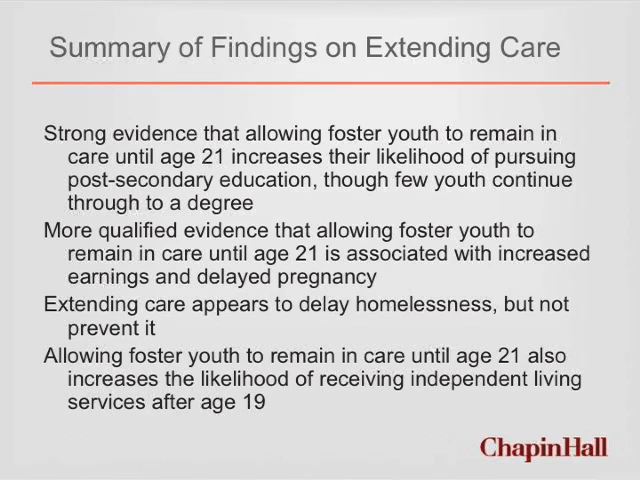 Summary of Findings on Extending Care
Strong evidence that allowing foster youth to remain in
care until age 21 increases their likelihood of pursuing
post-secondary education, though few youth continue
through to a degree
More qualified evidence that allowing foster youth to
remain in care until age 21 is associated with increased
earnings and delayed pregnancy
Extending care appears to delay homelessness, but not
prevent it
Allowing foster youth to remain in care until age 21 also
increases the likelihood of receiving independent living
services after age 19
ChapinHall